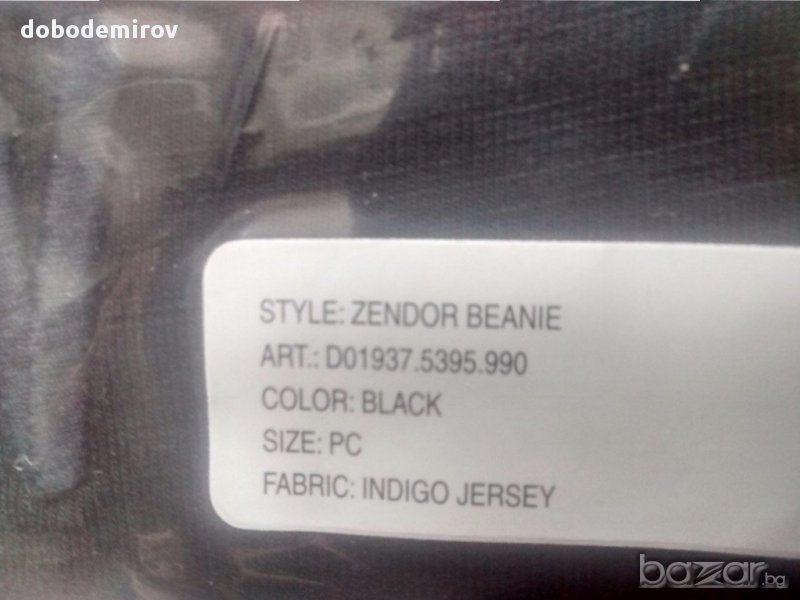 dobodemirov
STYLE: ZENDOR BEANIE
ART.: D01937.5395.990
COLOR: BLACK
SIZE: PC
FABRIC: INDIGO JERSEY
bazar.bg